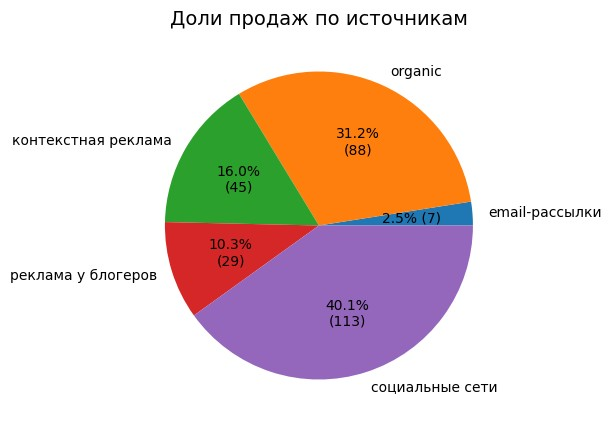 Доли продаж по источникам
organic
31.2%
(88)
контекстная реклама
16.0%
(45)
2.5% (7)
email-рассылки
10.3%
(29)
реклама у блогеров
40.1%
(113)
социальные сети